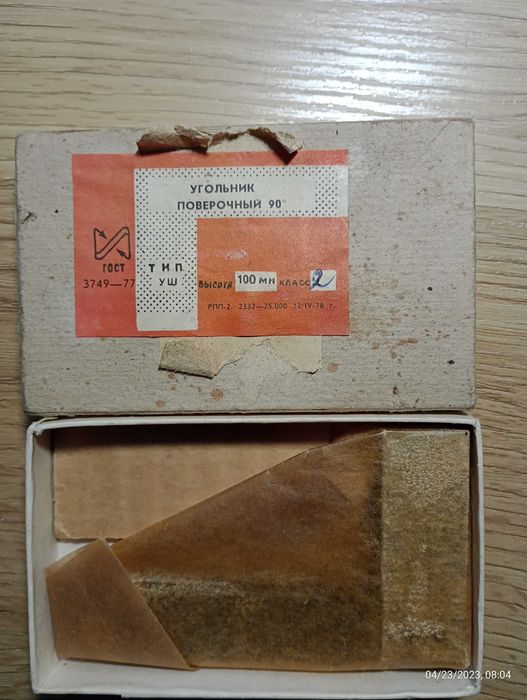 УГОЛЬНИК
ПОВЕРОЧНЫЙ 90°
ГОСТ
3749—77
ТИП
УШ
ВЫСОТА 100 мм КЛАСС 2
РПП-2. 2332—25.000 12/IV-78 г.
04/23/2023, 08:04